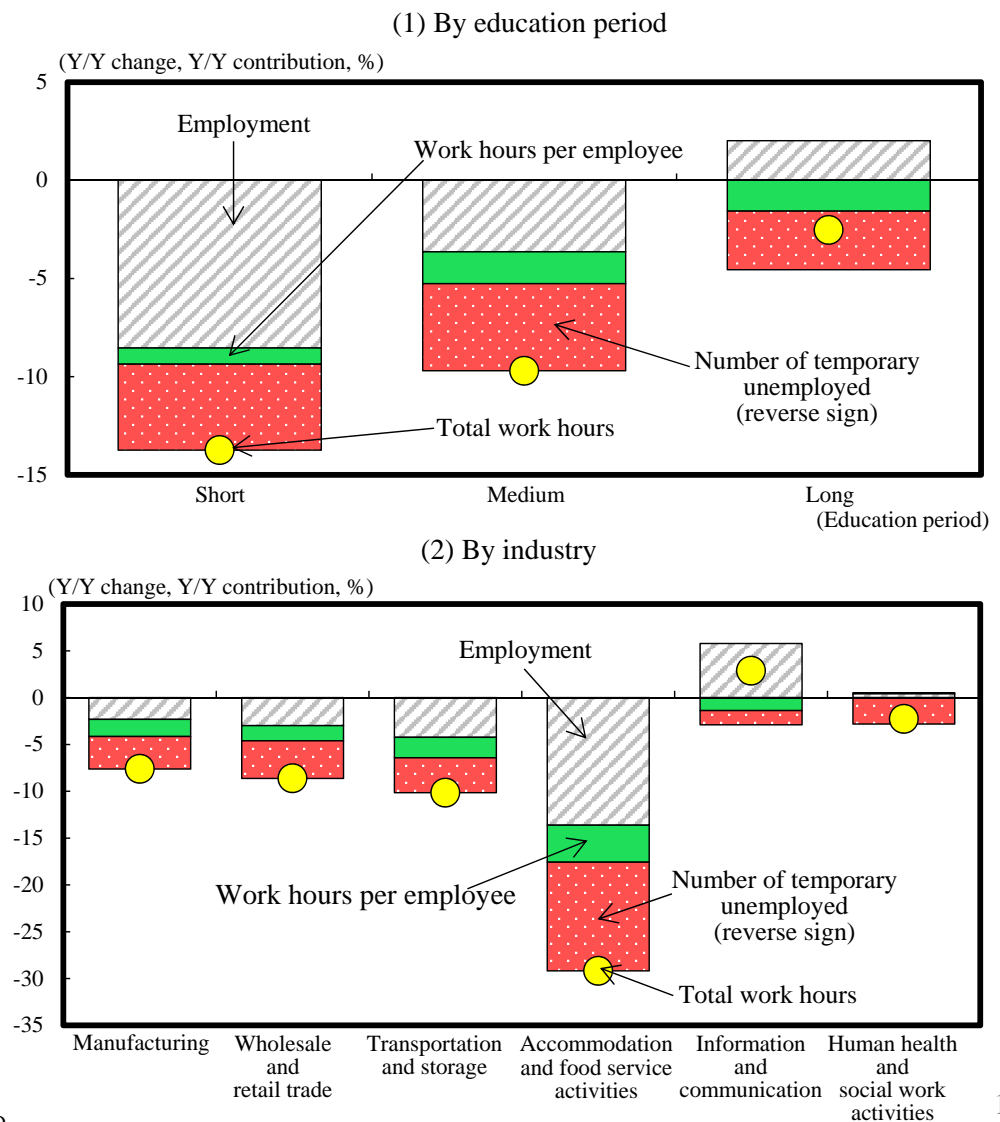 (1) By education period
(Y/Y change, Y/Y contribution, %)
5
0
-5
-10
-15
Employment
Work hours per employee
Number of temporary
unemployed
(reverse sign)
Total work hours
Short
Medium
Long
(Education period)
(2) By industry
(Y/Y change, Y/Y contribution, %)
10
5
0
-5
-10
-15
-20
-25
-30
-35
Employment
Work hours per employee
Number of temporary
unemployed
(reverse sign)
Total work hours
Manufacturing
Wholesale
and
retail trade
Transportation
and storage
Accommodation
and food service
activities
Information
and
communication
Human health
and
social work
activities